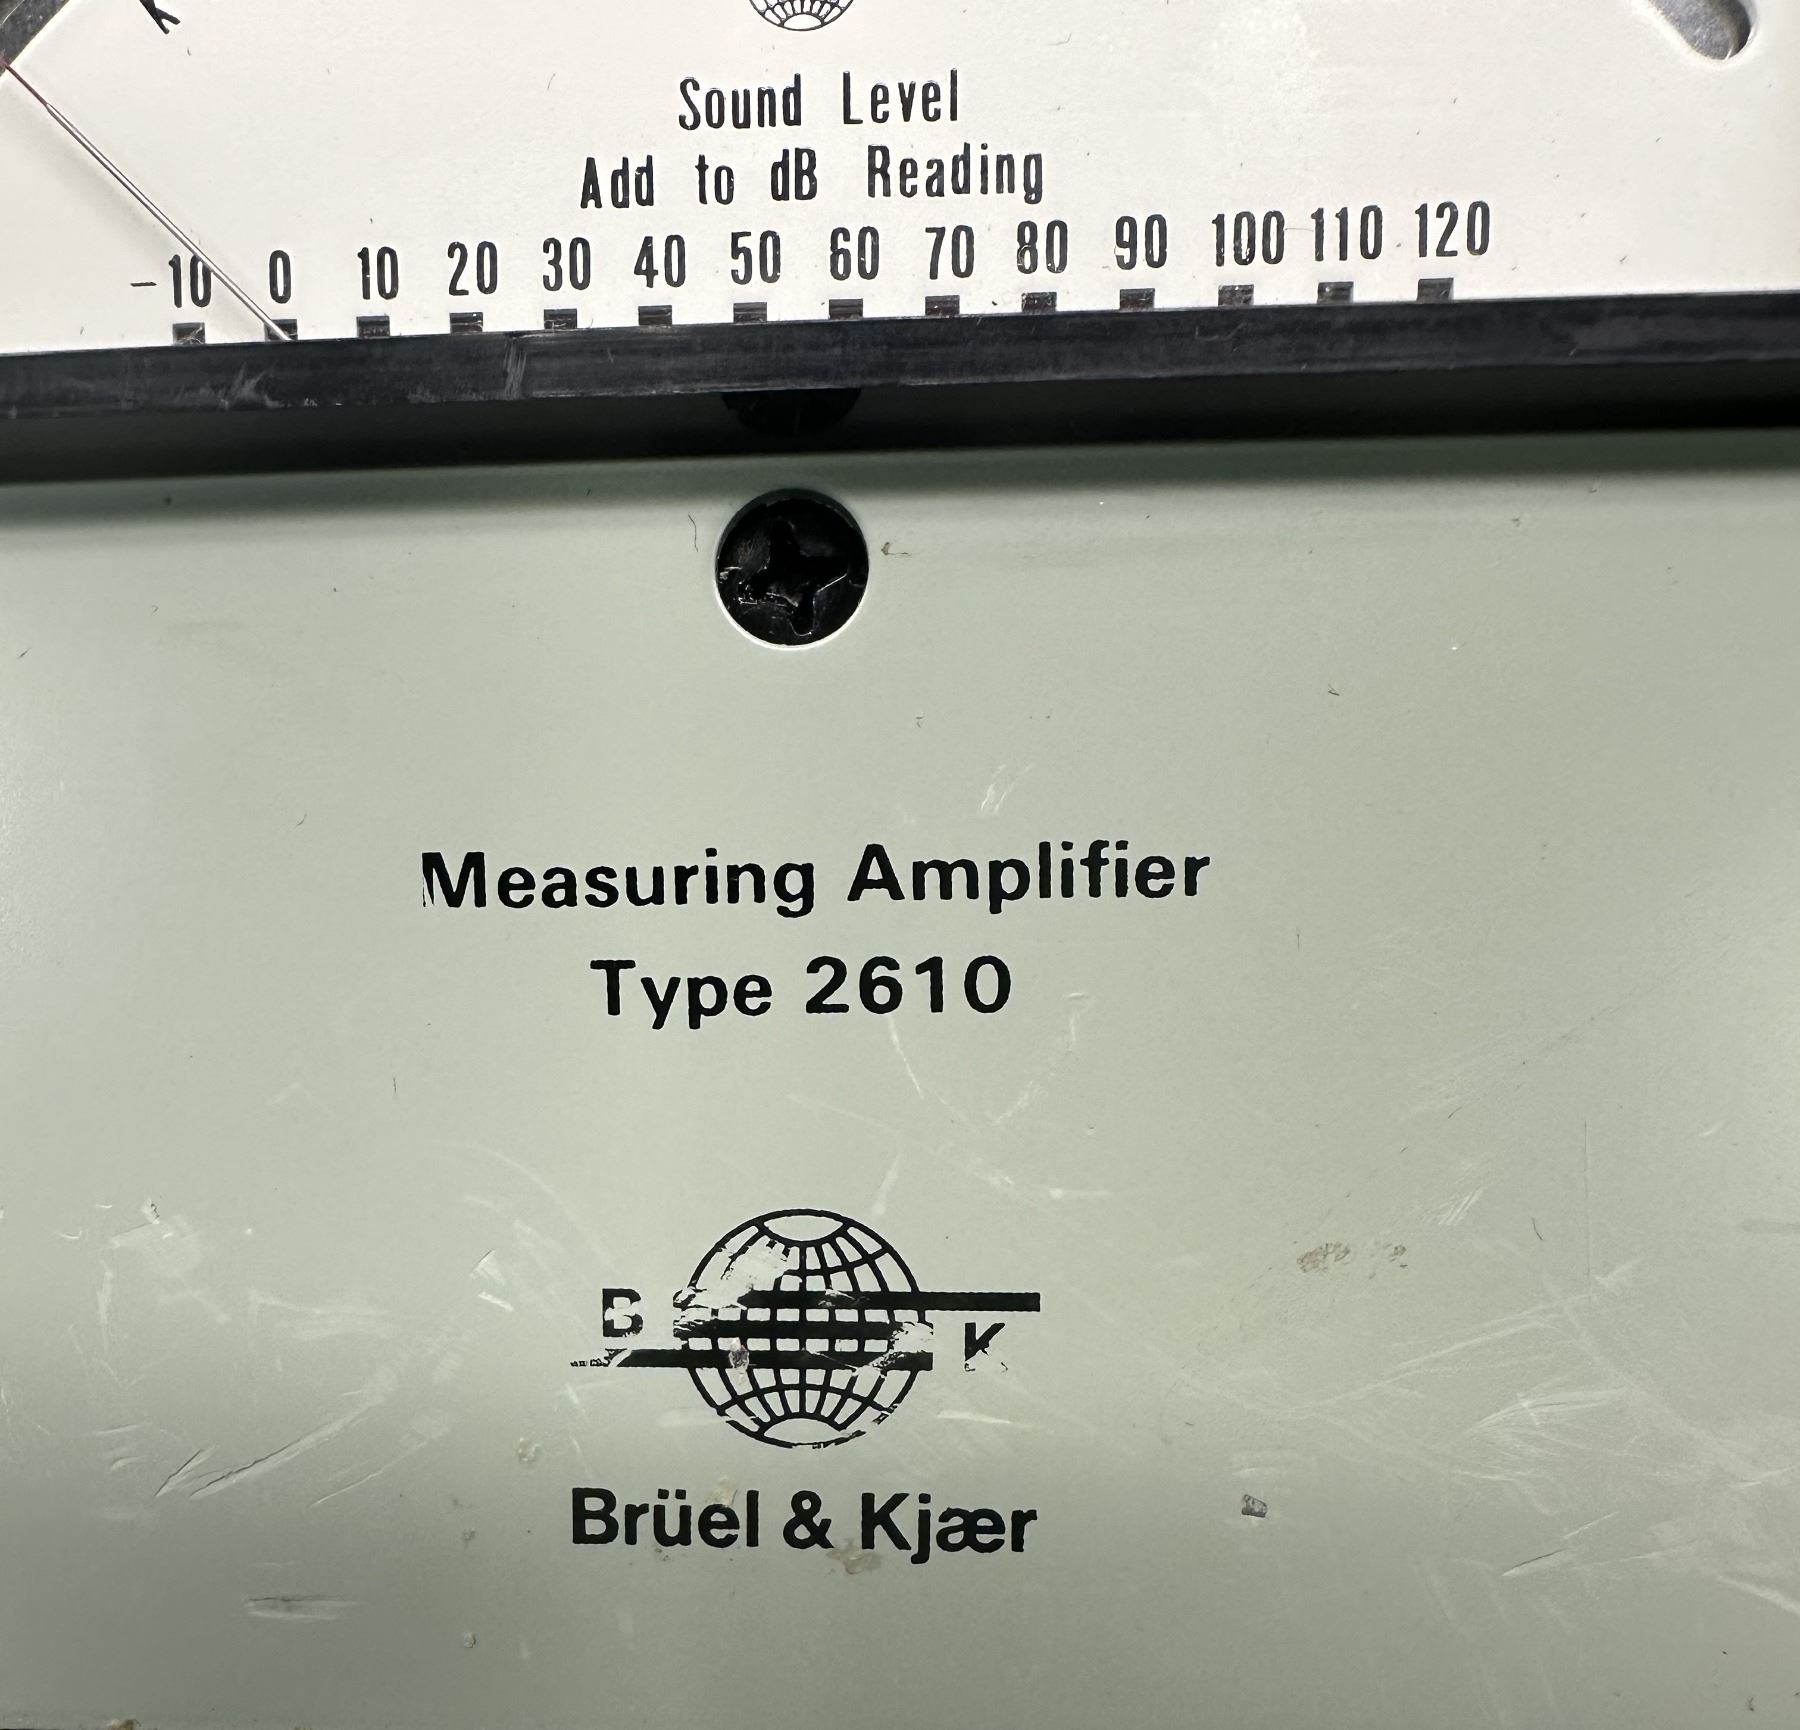 K
Sound Level
Add to dB Reading
-10 0 10 20 30 40 50 60 70 80 90 100 110 120
Measuring Amplifier
Type 2610
B
K
Brüel & Kjær